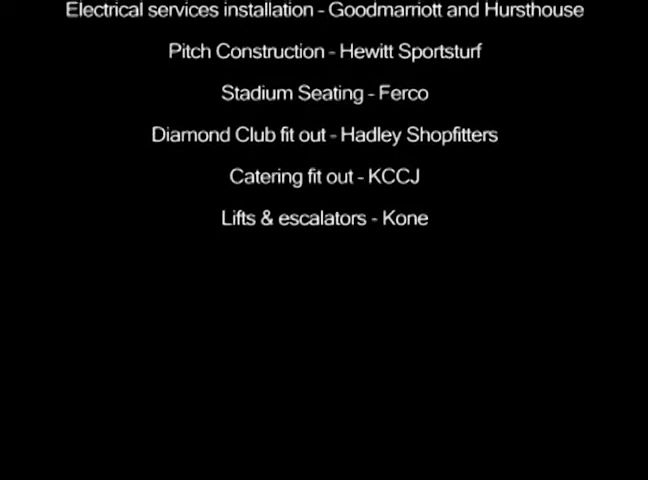 Electrical services installation - Goodmarriott and Hursthouse
Pitch Construction - Hewitt Sportsturf
Stadium Seating - Ferco
Diamond Club fit out - Hadley Shopfitters
Catering fit out - KCCJ
Lifts & escalators - Kone